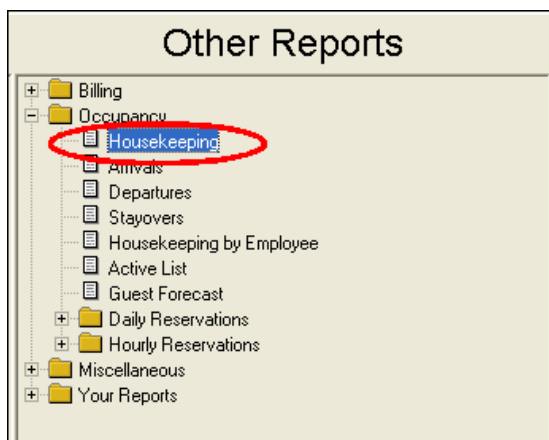 Other Reports
Billing
Occupancy
Housekeeping
Arrivals
Departures
Stayovers
Housekeeping by Employee
Active List
Guest Forecast
Daily Reservations
Hourly Reservations
Miscellaneous
Your Reports